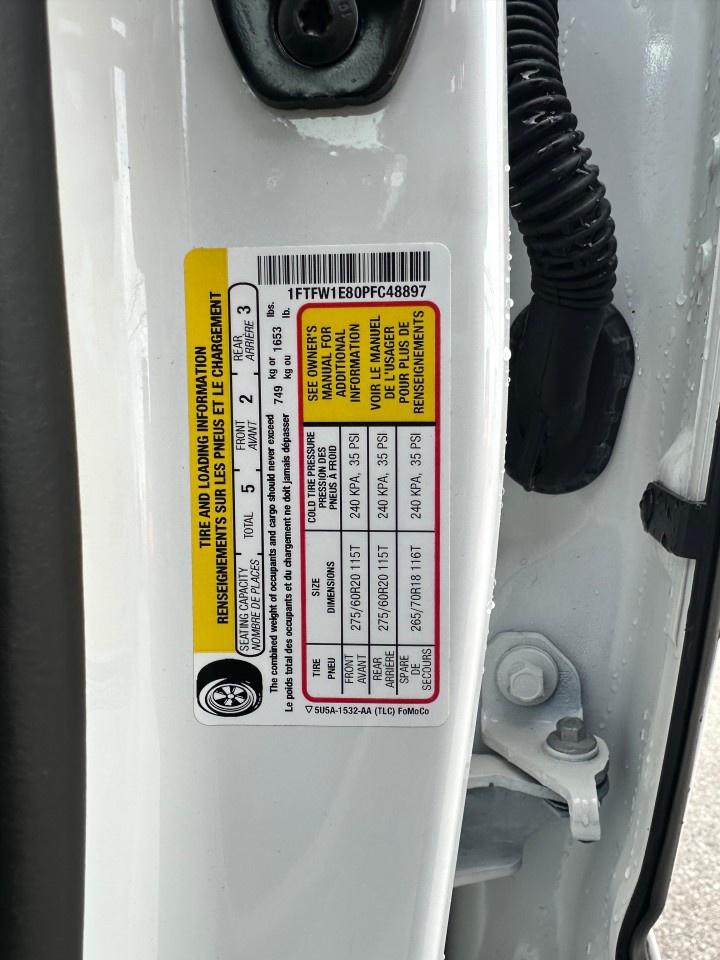 TIRE AND LOADING INFORMATION
RENSEIGNEMENTS SUR LES PNEUS ET LE CHARGEMENT
SEATING CAPACITY TOTAL 5 FRONT 2 REAR 3
NOMBRE DE PLACES AVANT ARRIÈRE
The combined weight of occupants and cargo should never exceed 749 kg or 1653 lbs.
Le poids total des occupants et du chargement ne doit jamais dépasser kg ou lb.
1FTFW1E80PFC48897
TIRE SIZE COLD TIRE PRESSURE
PNEU DIMENSIONS PRESSION DES
PNEUS À FROID
FRONT 275/60R20 115T 240 KPA, 35 PSI
AVANT
REAR 275/60R20 115T 240 KPA, 35 PSI
ARRIÈRE
SPARE 265/70R18 116T 240 KPA, 35 PSI
DE
SECOURS
SEE OWNER'S
MANUAL FOR
ADDITIONAL
INFORMATION
VOIR LE MANUEL
DE L'USAGER
POUR PLUS DE
RENSEIGNEMENTS
5U5A-1532-AA (TLC) FoMoCo